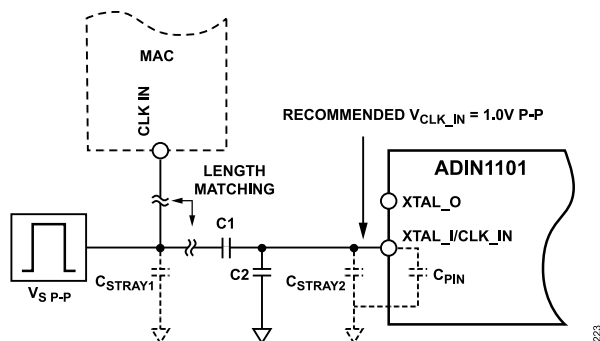 MAC
CLK IN
RECOMMENDED VCLK_IN = 1.0V P-P
LENGTH
MATCHING
ADIN1101
XTAL_O
C1
XTAL_I/CLK_IN
C2
CSTRAY1
CSTRAY2
CPIN
VS P-P
223